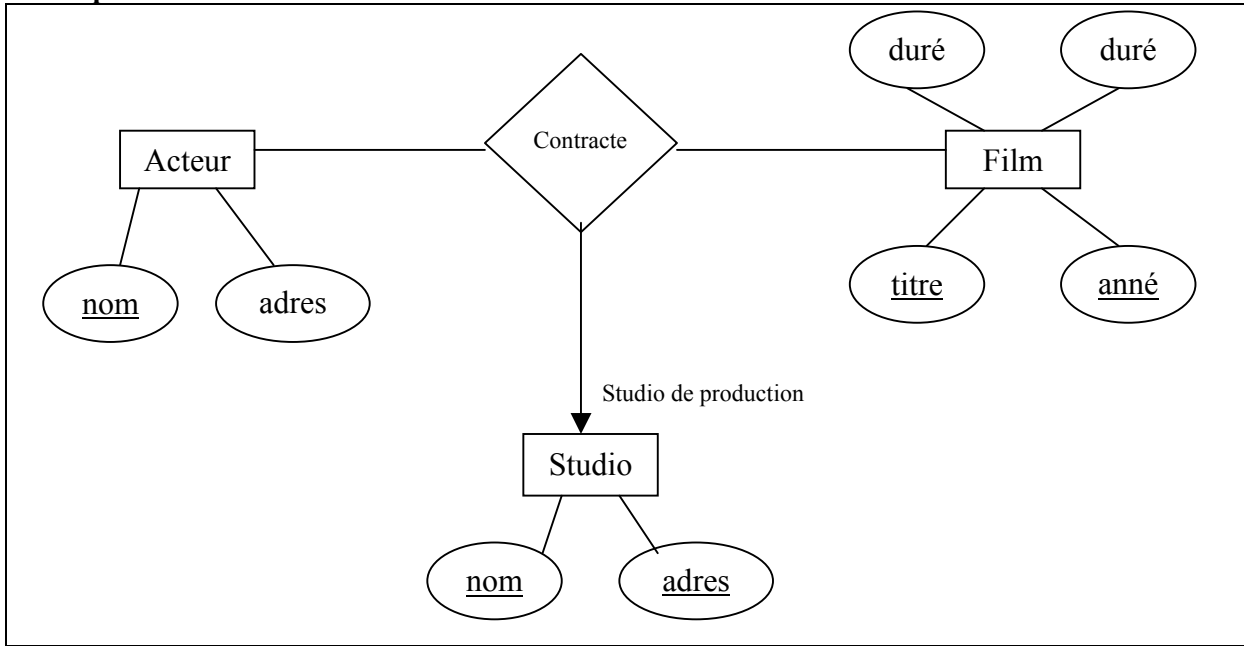 duré
duré
Acteur
Contracte
Film
nom
adres
titre
anné
Studio de production
Studio
nom
adres